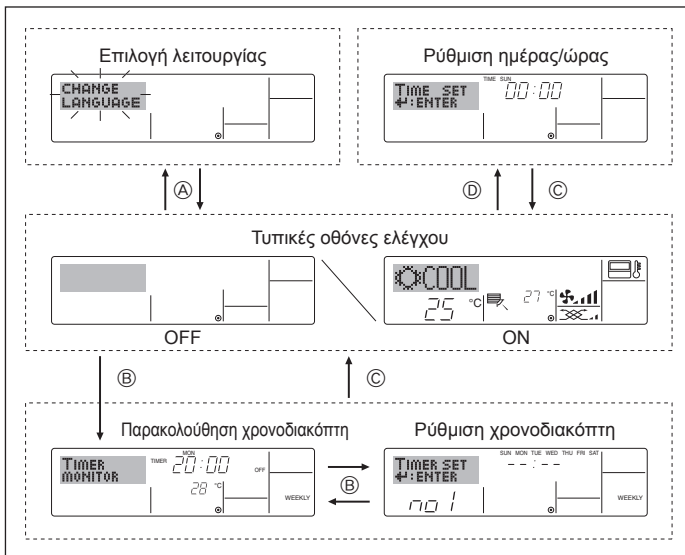 Επιλογή λειτουργίας
CHANGE
LANGUAGE
Ρύθμιση ημέρας/ώρας
TIME SUN
TIME SET 00:00
:ENTER
Ⓐ
Ⓓ Ⓒ
Τυπικές οθόνες ελέγχου
COOL
25 °C 27 °C
OFF
ON
Ⓑ Ⓒ
Παρακολούθηση χρονοδιακόπτη
MON
TIMER MONITOR
TIMER 20:00 OFF
28 °C
WEEKLY
Ⓑ
Ρύθμιση χρονοδιακόπτη
SUN MON TUE WED THU FRI SAT
TIMER SET --:--
:ENTER
no 1
WEEKLY